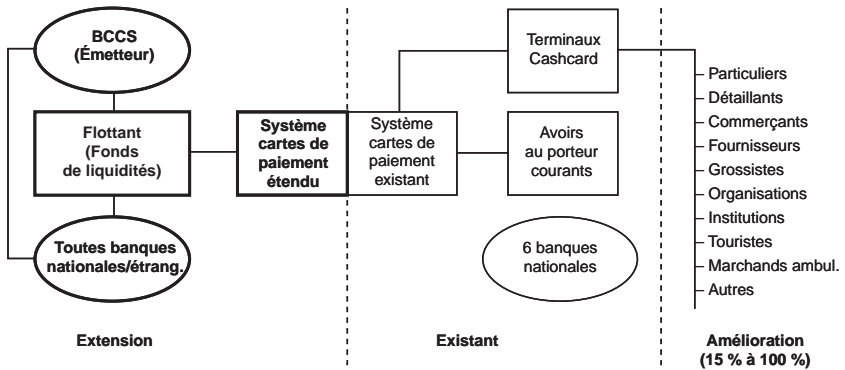 BCCS
(Émetteur)
Flottant
(Fonds
de liquidités)
Toutes banques
nationales/étrang.
Système
cartes de
paiement
étendu
Système
cartes de
paiement
existant
Terminaux
Cashcard
Avoirs
au porteur
courants
6 banques
nationales
Particuliers
Détaillants
Commerçants
Fournisseurs
Grossistes
Organisations
Institutions
Touristes
Marchands ambul.
Autres
Extension
Existant
Amélioration
(15 % à 100 %)